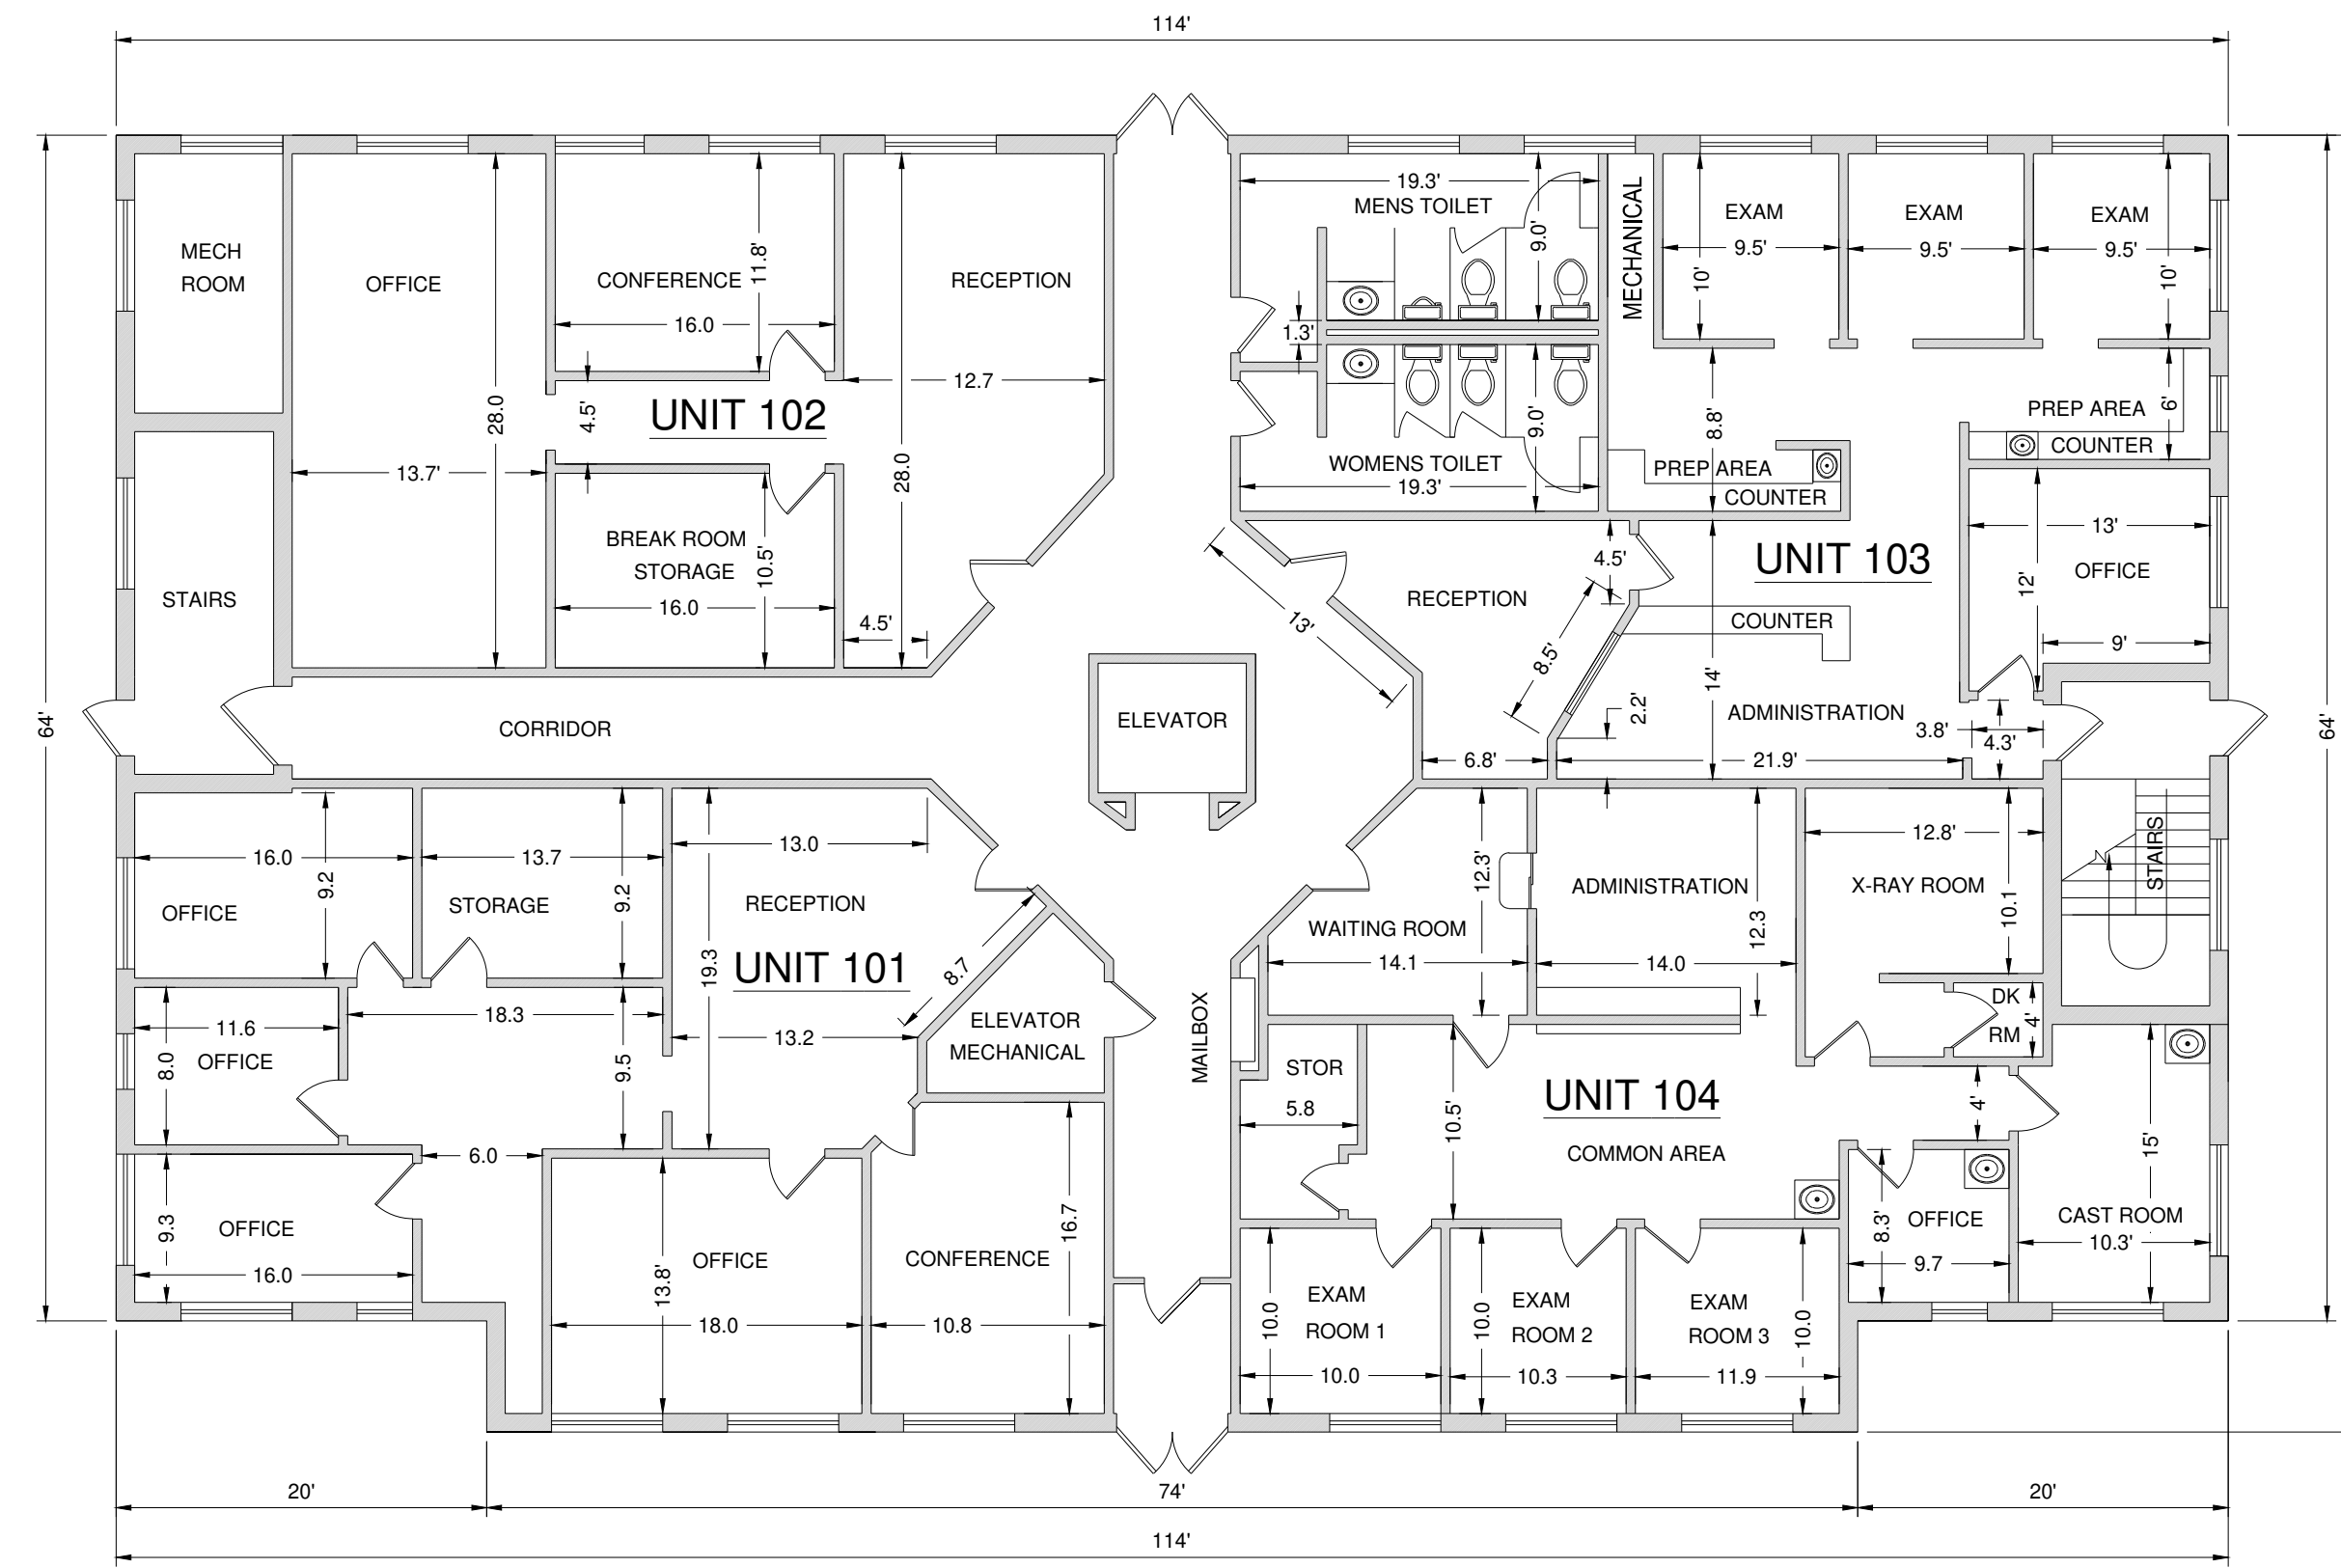 114'
MECH
ROOM
OFFICE
28.0
13.7'
CONFERENCE
11.8'
16.0
4.5'
UNIT 102
BREAK ROOM
STORAGE
10.5'
16.0
RECEPTION
12.7
28.0
4.5'
STAIRS
64'
CORRIDOR
ELEVATOR
19.3'
MENS TOILET
9.0'
1.3'
9.0'
WOMENS TOILET
19.3'
MECHANICAL
EXAM
9.5'
10'
EXAM
9.5'
EXAM
9.5'
10'
8.8'
PREP AREA
COUNTER
PREP AREA
6'
COUNTER
13'
OFFICE
12'
9'
UNIT 103
4.5'
RECEPTION
13'
8.5'
COUNTER
14'
2.2'
ADMINISTRATION
3.8'
4.3'
6.8'
21.9'
64'
16.0
9.2
OFFICE
13.7
9.2
STORAGE
13.0
RECEPTION
19.3
UNIT 101
8.7
13.2
ELEVATOR
MECHANICAL
11.6
OFFICE
8.0
18.3
9.5
6.0
9.3
OFFICE
16.0
13.8'
OFFICE
18.0
16.7
CONFERENCE
10.8
MAILBOX
12.3'
WAITING ROOM
14.1
ADMINISTRATION
12.3
14.0
12.8'
X-RAY ROOM
10.1
DK
RM
4'
STAIRS
STOR
5.8
10.5'
UNIT 104
COMMON AREA
4'
15'
CAST ROOM
10.3'
8.3'
OFFICE
9.7
10.0
EXAM
ROOM 1
10.0
10.0
EXAM
ROOM 2
10.3
EXAM
ROOM 3
10.0
11.9
20'
74'
20'
114'